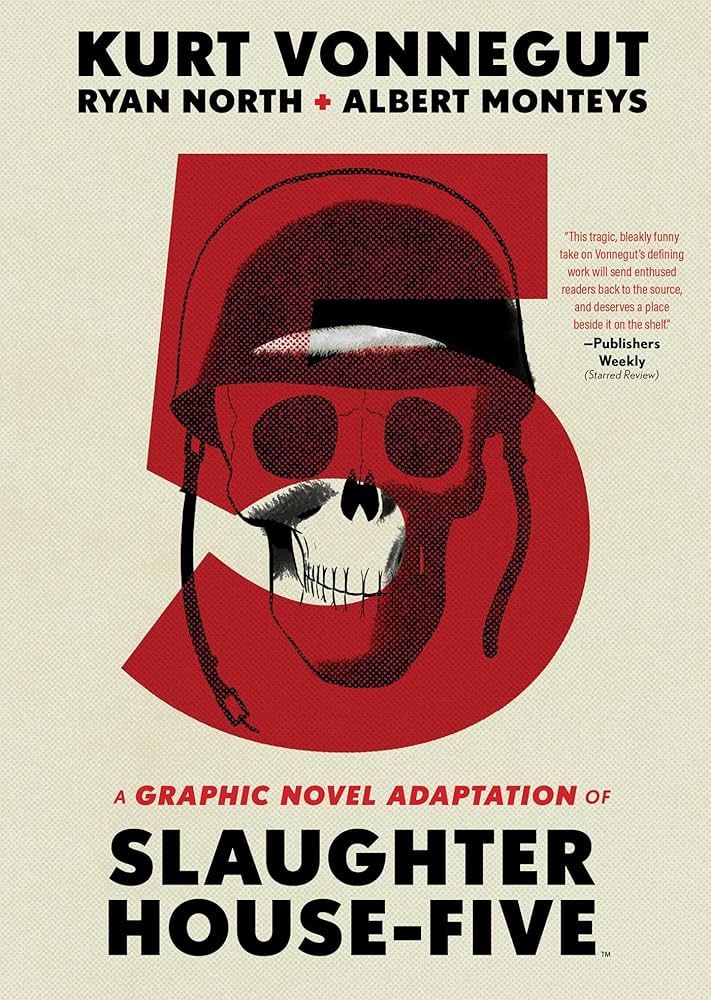 KURT VONNEGUT
RYAN NORTH + ALBERT MONTEYS
"This tragic, bleakly funny
take on Vonnegut's defining
work will send enthused
readers back to the source,
and deserves a place
beside it on the shelf."
—Publishers
Weekly
(Starred Review)
5
A GRAPHIC NOVEL ADAPTATION OF
SLAUGHTER
HOUSE-FIVE™